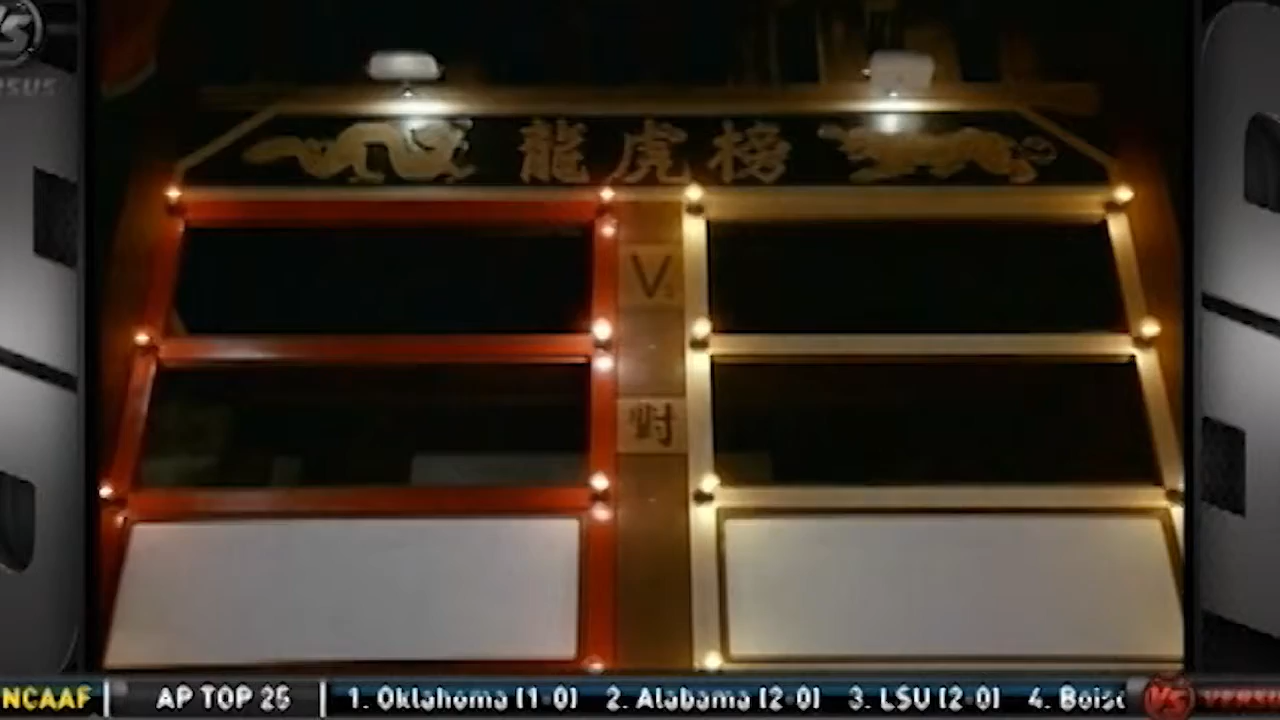 龍虎榜
V
對
NCAAF AP TOP 25 1. Oklahoma (1-0) 2. Alabama (2-0) 3. LSU (2-0) 4. Boise
VERSUS